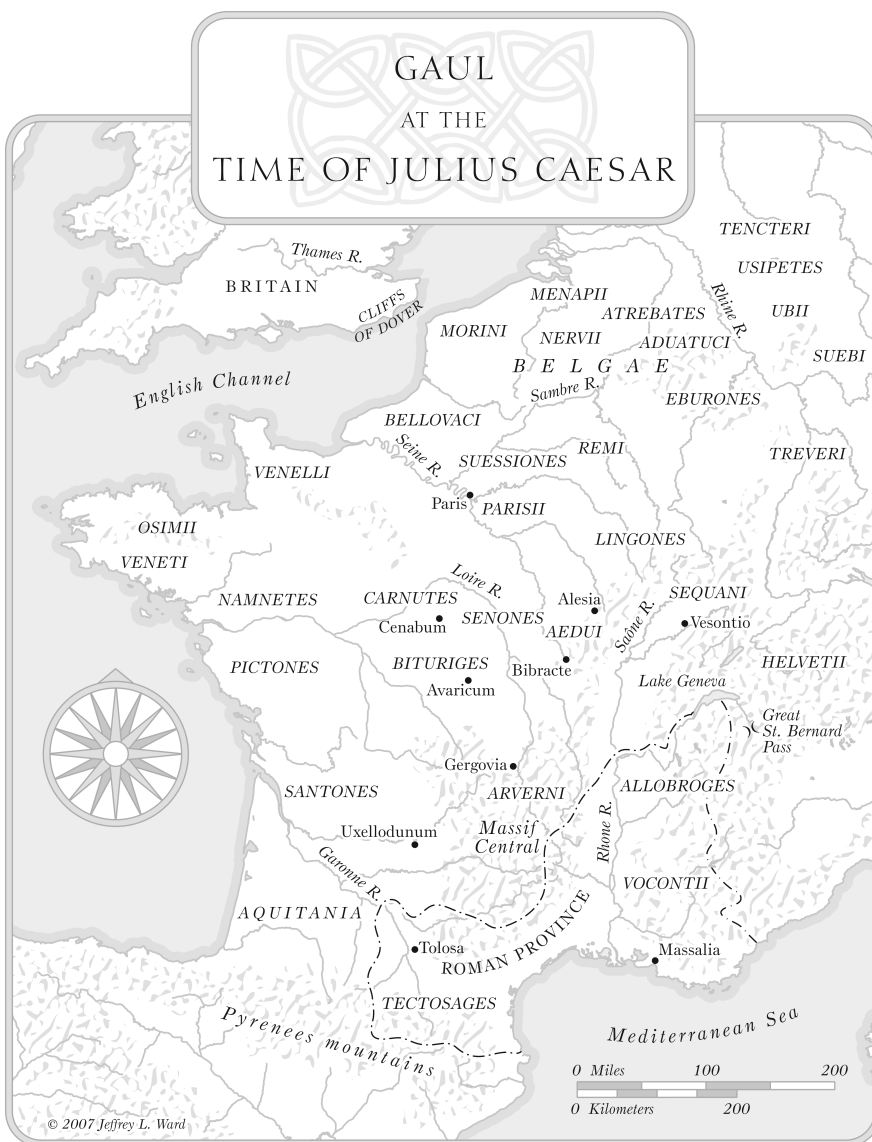 GAUL
AT THE
TIME OF JULIUS CAESAR
TENCTERI
Thames R.
USIPETES
BRITAIN
MENAPII
Rhine R.
CLIFFS
OF DOVER
ATREBATES
UBII
MORINI
NERVII
ADUATUCI
SUEBI
BELGAE
English Channel
Sambre R.
EBURONES
BELLOVACI
Seine R.
REMI
TREVERI
SUESSIONES
VENELLI
Paris
PARISII
OSIMII
LINGONES
VENETI
Loire R.
NAMNETES
CARNUTES
Alesia
SEQUANI
SENONES
Cenabum
Saône R.
Vesontio
AEDUI
PICTONES
BITURIGES
Bibracte
HELVETII
Avaricum
Lake Geneva
Great
St. Bernard
Pass
Gergovia
SANTONES
ARVERNI
ALLOBROGES
Uxellodunum
Massif
Central
Rhone R.
Garonne R.
VOCONTII
AQUITANIA
Tolosa
ROMAN PROVINCE
Massalia
TECTOSAGES
Pyrenees mountains
Mediterranean Sea
0 Miles 100 200
0 Kilometers 200
© 2007 Jeffrey L. Ward